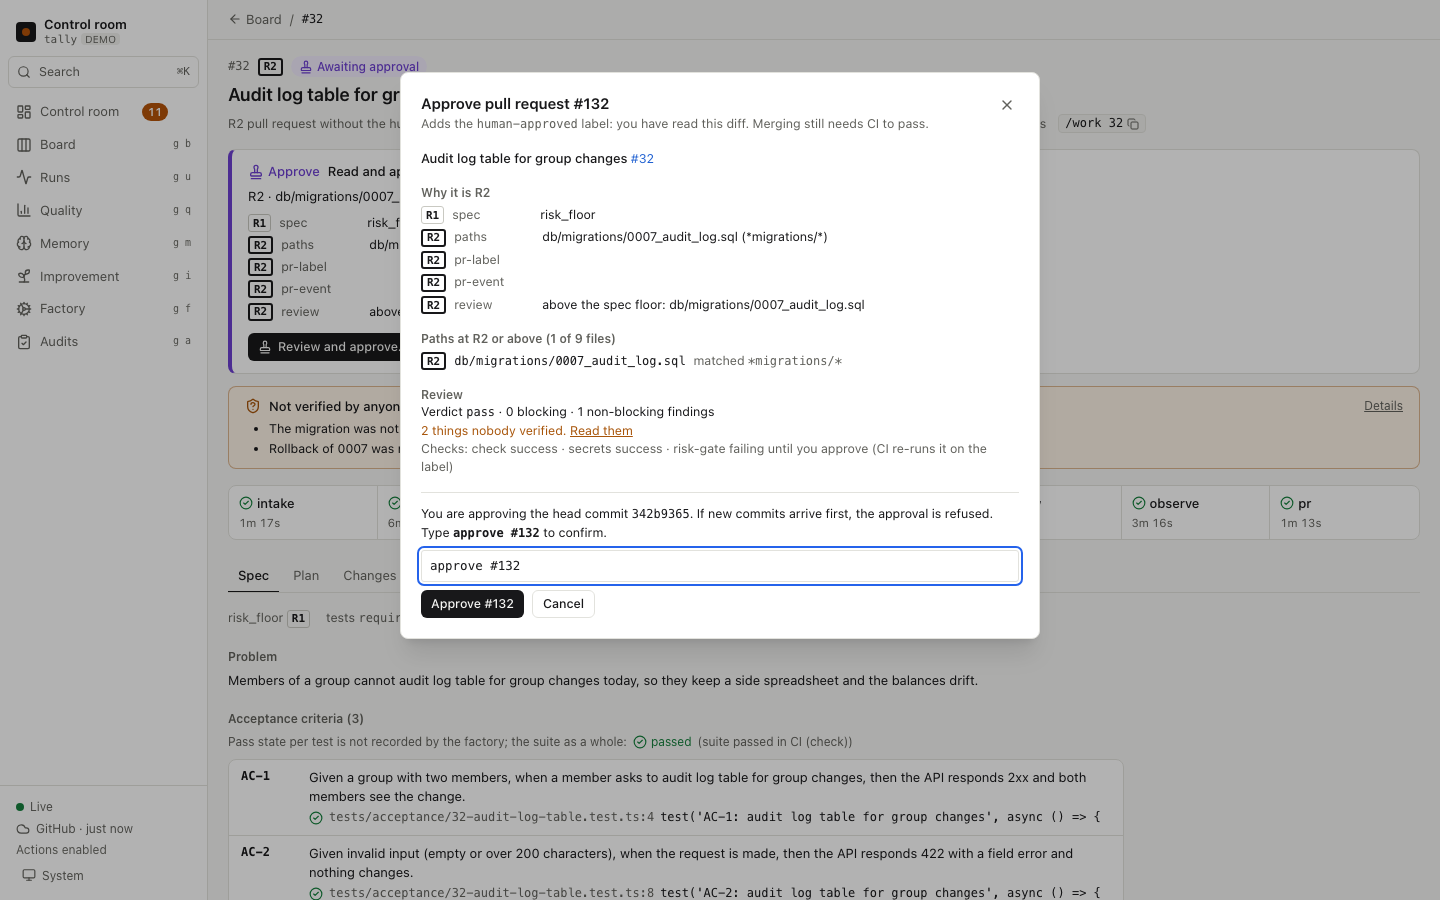 Control room
tally DEMO
Search ⌘K
Control room 11
Board g b
Runs g u
Quality g q
Memory g m
Improvement g i
Factory g f
Audits g a
Live
GitHub · just now
Actions enabled
System
Board / #32
#32 R2 Awaiting approval
Audit log table for gr
R2 pull request without the hu
s /work 32
Approve Read and ap
R2 · db/migrations/0007_
R1 spec risk_f
R2 paths db/m
R2 pr-label
R2 pr-event
R2 review above
Review and approve.
Not verified by anyon
Details
The migration was not
Rollback of 0007 was
intake
1m 17s
6m
observe
3m 16s
pr
1m 13s
Spec Plan Changes
risk_floor R1 tests requir
Problem
Members of a group cannot audit log table for group changes today, so they keep a side spreadsheet and the balances drift.
Acceptance criteria (3)
Pass state per test is not recorded by the factory; the suite as a whole: passed (suite passed in CI (check))
AC-1 Given a group with two members, when a member asks to audit log table for group changes, then the API responds 2xx and both
members see the change.
tests/acceptance/32-audit-log-table.test.ts:4 test('AC-1: audit log table for group changes', async () => {
AC-2 Given invalid input (empty or over 200 characters), when the request is made, then the API responds 422 with a field error and
nothing changes.
tests/acceptance/32-audit-log-table.test.ts:8 test('AC-2: audit log table for group changes', async () => {
Approve pull request #132
Adds the human-approved label: you have read this diff. Merging still needs CI to pass.
Audit log table for group changes #32
Why it is R2
R1 spec risk_floor
R2 paths db/migrations/0007_audit_log.sql (*migrations/*)
R2 pr-label
R2 pr-event
R2 review above the spec floor: db/migrations/0007_audit_log.sql
Paths at R2 or above (1 of 9 files)
R2 db/migrations/0007_audit_log.sql matched *migrations/*
Review
Verdict pass · 0 blocking · 1 non-blocking findings
2 things nobody verified. Read them
Checks: check success · secrets success · risk-gate failing until you approve (CI re-runs it on the
label)
You are approving the head commit 342b9365. If new commits arrive first, the approval is refused.
Type approve #132 to confirm.
approve #132
Approve #132 Cancel